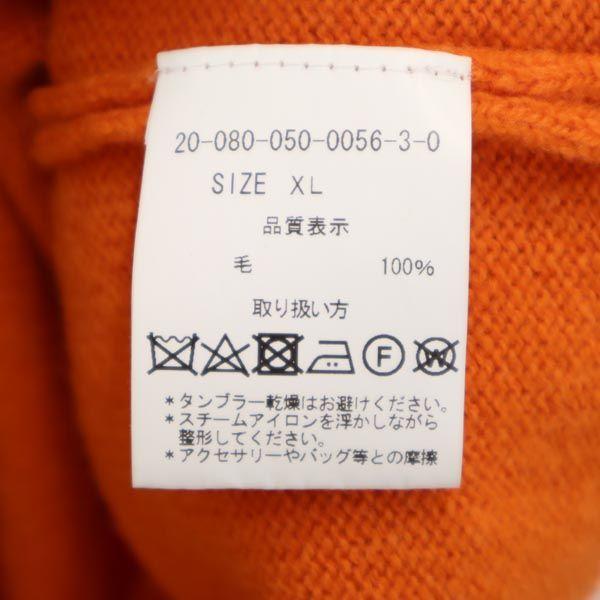 20-080-050-0056-3-0
SIZE XL
品質表示
毛 100%
取り扱い方
F W
*タンブラー乾燥はお避けください。
*スチームアイロンを浮かしながら
整形してください。
*アクセサリーやバッグ等との摩擦